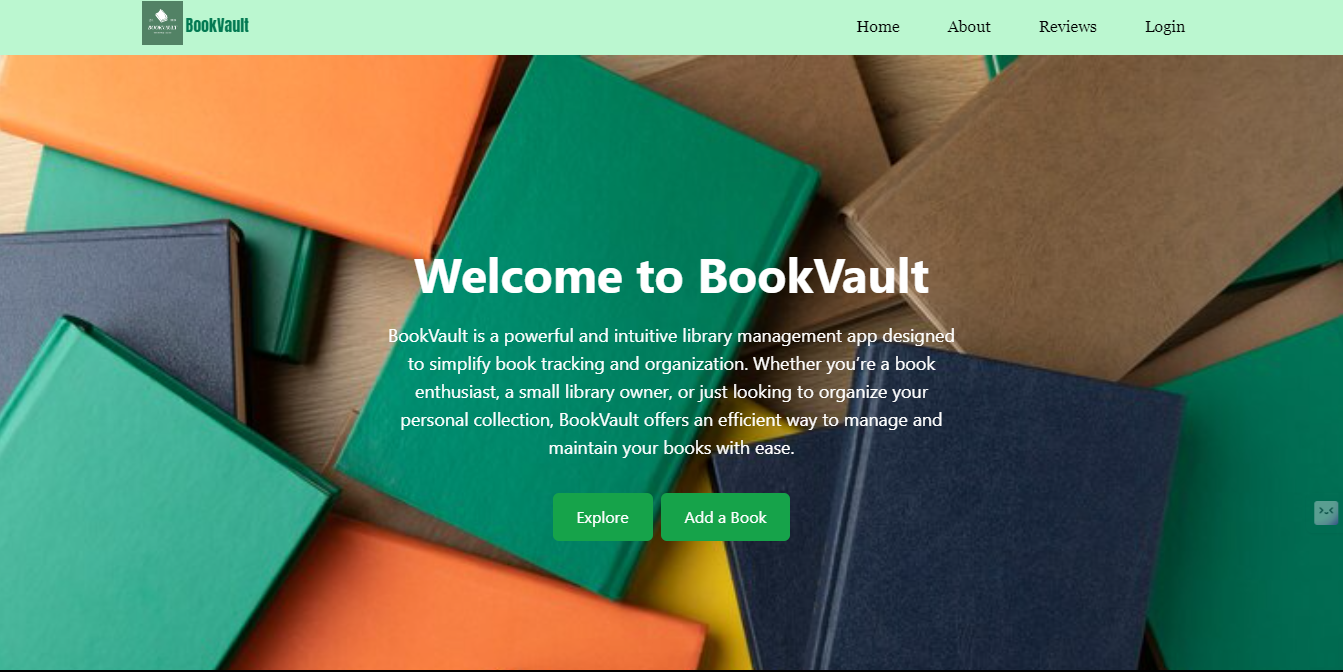 BOOKVAULT
BookVault
Home
About
Reviews
Login
Welcome to BookVault
BookVault is a powerful and intuitive library management app designed
to simplify book tracking and organization. Whether you’re a book
enthusiast, a small library owner, or just looking to organize your
personal collection, BookVault offers an efficient way to manage and
maintain your books with ease.
Explore
Add a Book